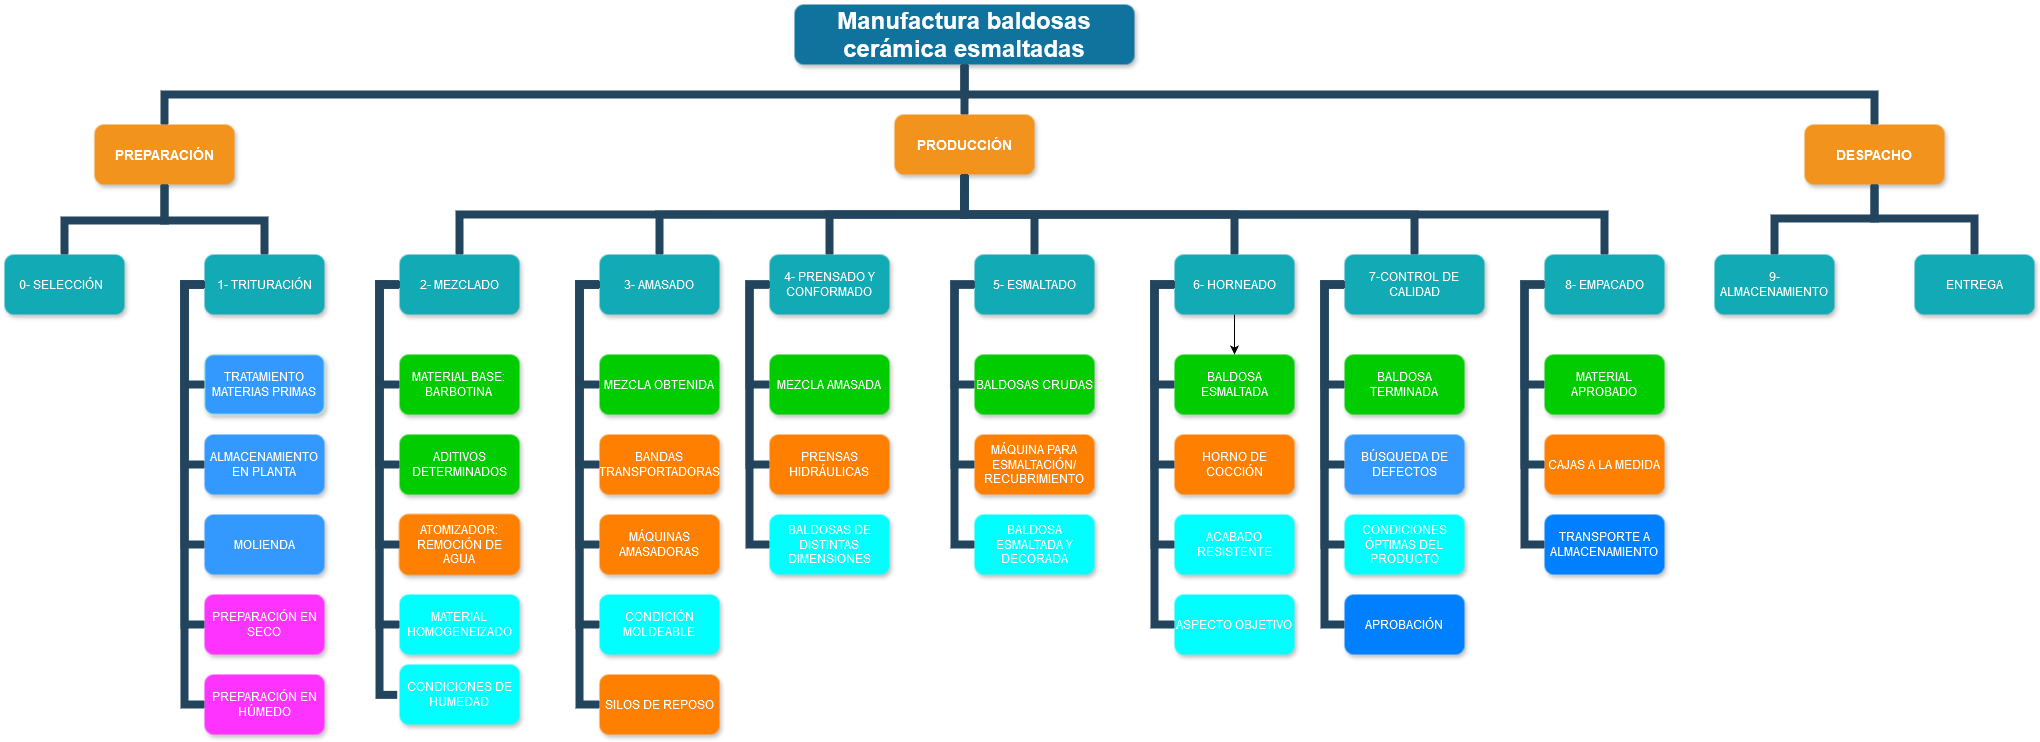 Manufactura baldosas
cerámica esmaltadas
PREPARACIÓN
PRODUCCIÓN
DESPACHO
0- SELECCIÓN
1- TRITURACIÓN
2- MEZCLADO
3- AMASADO
4- PRENSADO Y
CONFORMADO
5- ESMALTADO
6- HORNEADO
7-CONTROL DE
CALIDAD
8- EMPACADO
9-
ALMACENAMIENTO
ENTREGA
TRATAMIENTO
MATERIAS PRIMAS
ALMACENAMIENTO
EN PLANTA
MOLIENDA
PREPARACIÓN EN
SECO
PREPARACIÓN EN
HÚMEDO
MATERIAL BASE:
BARBOTINA
ADITIVOS
DETERMINADOS
ATOMIZADOR:
REMOCIÓN DE
AGUA
MATERIAL
HOMOGENEIZADO
CONDICIONES DE
HUMEDAD
MEZCLA OBTENIDA
BANDAS
TRANSPORTADORAS
MÁQUINAS
AMASADORAS
CONDICIÓN
MOLDEABLE
SILOS DE REPOSO
MEZCLA AMASADA
PRENSAS
HIDRÁULICAS
BALDOSAS DE
DISTINTAS
DIMENSIONES
BALDOSAS CRUDAS
MÁQUINA PARA
ESMALTACIÓN/
RECUBRIMIENTO
BALDOSA
ESMALTADA Y
DECORADA
BALDOSA
ESMALTADA
HORNO DE
COCCIÓN
ACABADO
RESISTENTE
ASPECTO OBJETIVO
BALDOSA
TERMINADA
BÚSQUEDA DE
DEFECTOS
CONDICIONES
ÓPTIMAS DEL
PRODUCTO
APROBACIÓN
MATERIAL
APROBADO
CAJAS A LA MEDIDA
TRANSPORTE A
ALMACENAMIENTO